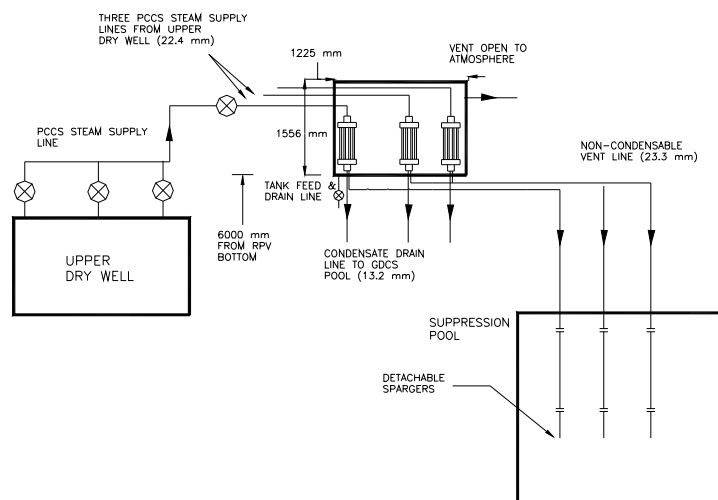 THREE PCCS STEAM SUPPLY
LINES FROM UPPER
DRY WELL (22.4 mm)
1225 mm
VENT OPEN TO
ATMOSPHERE
PCCS STEAM SUPPLY
LINE
1556 mm
NON-CONDENSABLE
VENT LINE (23.3 mm)
TANK FEED &
DRAIN LINE
6000 mm
FROM RPV
BOTTOM
CONDENSATE DRAIN
LINE TO GDCS
POOL (13.2 mm)
UPPER
DRY WELL
SUPPRESSION
POOL
DETACHABLE
SPARGERS